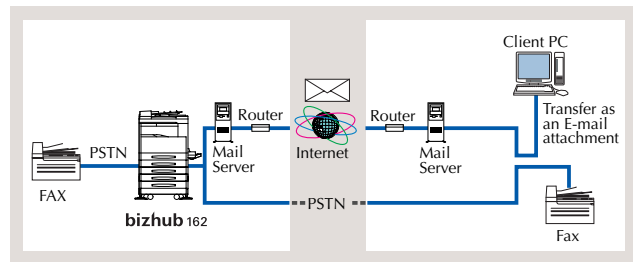 Client PC
Router
Router
PSTN
Mail
Server
Internet
Mail
Server
Transfer as
an E-mail
attachment
FAX
bizhub 162
PSTN
Fax